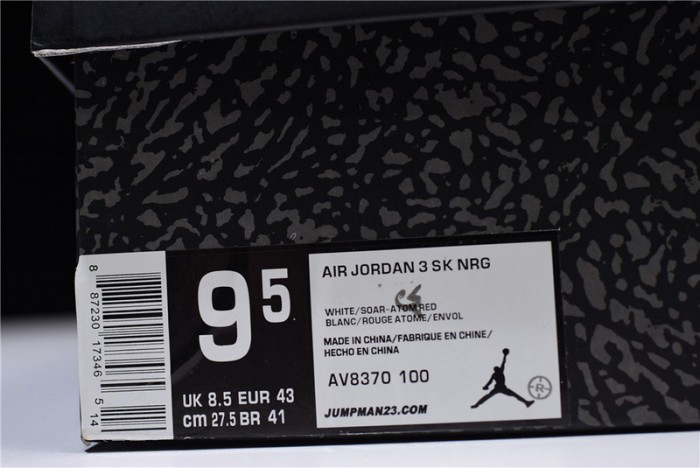 8 87230 17346 5 14
9 5
UK 8.5 EUR 43
cm 27.5 BR 41
AIR JORDAN 3 SK NRG
WHITE/SOAR-ATOM RED
BLANC/ROUGE ATOME/ENVOL
MADE IN CHINA/FABRIQUE EN CHINE/
HECHO EN CHINA
AV8370 100
JUMPMAN23.COM
R